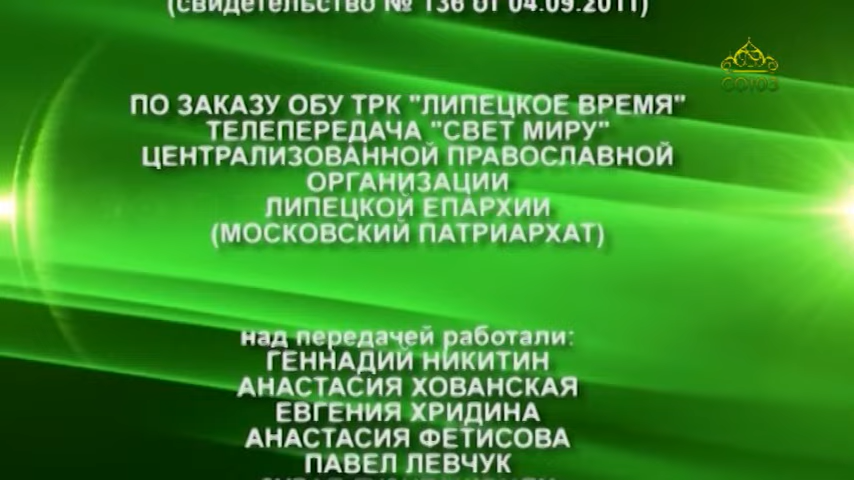 (свидетельство № 136 от 04.09.2011)
СОЮЗ
ПО ЗАКАЗУ ОБУ ТРК "ЛИПЕЦКОЕ ВРЕМЯ"
ТЕЛЕПЕРЕДАЧА "СВЕТ МИРУ"
ЦЕНТРАЛИЗОВАННОЙ ПРАВОСЛАВНОЙ
ОРГАНИЗАЦИИ
ЛИПЕЦКОЙ ЕПАРХИИ
(МОСКОВСКИЙ ПАТРИАРХАТ)
над передачей работали:
ГЕННАДИЙ НИКИТИН
АНАСТАСИЯ ХОВАНСКАЯ
ЕВГЕНИЯ ХРИДИНА
АНАСТАСИЯ ФЕТИСОВА
ПАВЕЛ ЛЕВЧУК